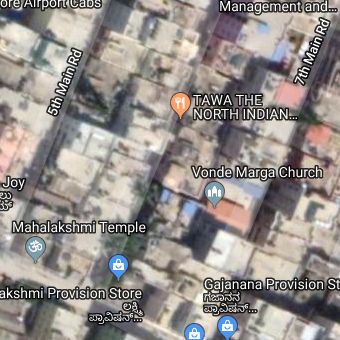 ore Airport Cabs
Management and...
5th Main Rd
7th Main Rd
TAWA THE
NORTH INDIAN...
Vonde Marga Church
Joy
Mahalakshmi Temple
akshmi Provision Store
ಲಕ್ಷ್ಮಿ
ಪ್ರಾವಿಷನ್...
Gajanana Provision St
ಗಜಾನನ
ಪ್ರಾವಿಷನ್...